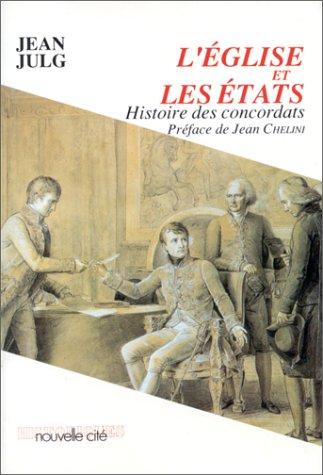 JEAN
JULG
L'ÉGLISE
ET
LES ÉTATS
Histoire des concordats
Préface de Jean CHELINI
nouvelle cité